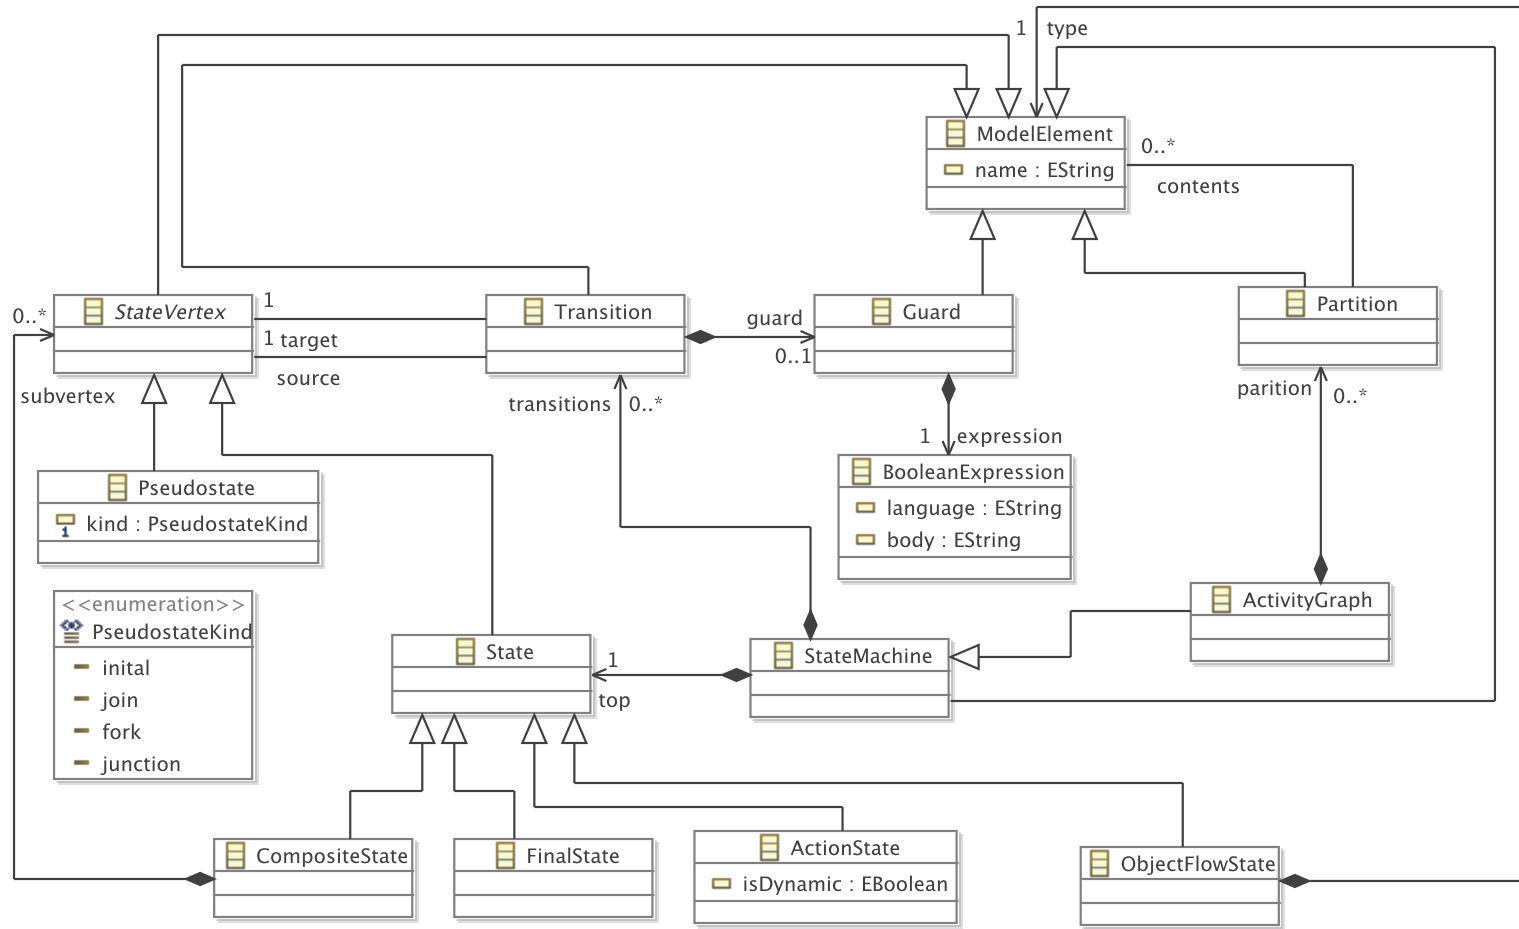 1 type
ModelElement
name : EString
0..*
contents
StateVertex
0..*
subvertex
1
1 target
source
Transition
guard
0..1
Guard
Partition
transitions 0..*
parition 0..*
1 expression
Pseudostate
kind : PseudostateKind
BooleanExpression
language : EString
body : EString
<<enumeration>>
PseudostateKind
inital
join
fork
junction
State
1
top
StateMachine
ActivityGraph
CompositeState
FinalState
ActionState
isDynamic : EBoolean
ObjectFlowState
1